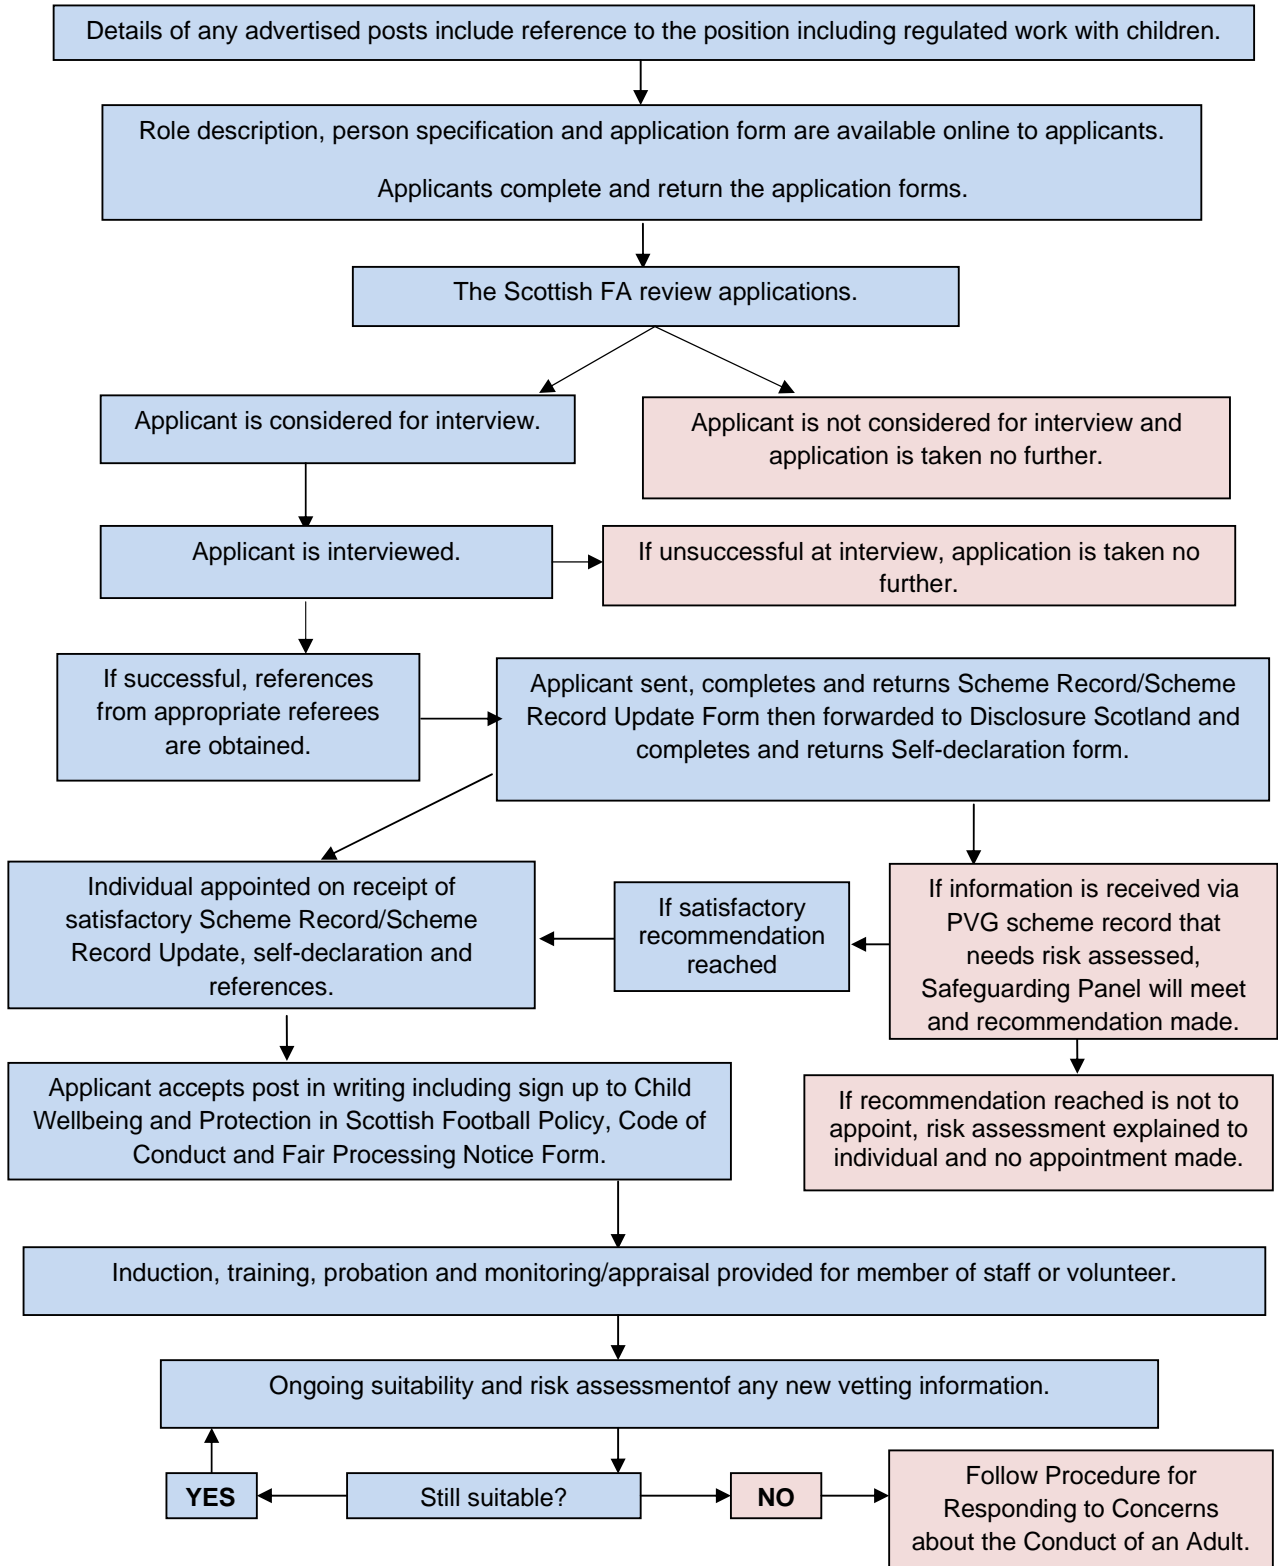 Details of any advertised posts include reference to the position including regulated work with children.
Role description, person specification and application form are available online to applicants.
Applicants complete and return the application forms.
The Scottish FA review applications.
Applicant is considered for interview.
Applicant is not considered for interview and
application is taken no further.
Applicant is interviewed.
If unsuccessful at interview, application is taken no
further.
If successful, references
from appropriate referees
are obtained.
Applicant sent, completes and returns Scheme Record/Scheme
Record Update Form then forwarded to Disclosure Scotland and
completes and returns Self-declaration form.
Individual appointed on receipt of
satisfactory Scheme Record/Scheme
Record Update, self-declaration and
references.
If satisfactory
recommendation
reached
If information is received via
PVG scheme record that
needs risk assessed,
Safeguarding Panel will meet
and recommendation made.
Applicant accepts post in writing including sign up to Child
Wellbeing and Protection in Scottish Football Policy, Code of
Conduct and Fair Processing Notice Form.
If recommendation reached is not to
appoint, risk assessment explained to
individual and no appointment made.
Induction, training, probation and monitoring/appraisal provided for member of staff or volunteer.
Ongoing suitability and risk assessmentof any new vetting information.
YES
Still suitable?
NO
Follow Procedure for
Responding to Concerns
about the Conduct of an Adult.